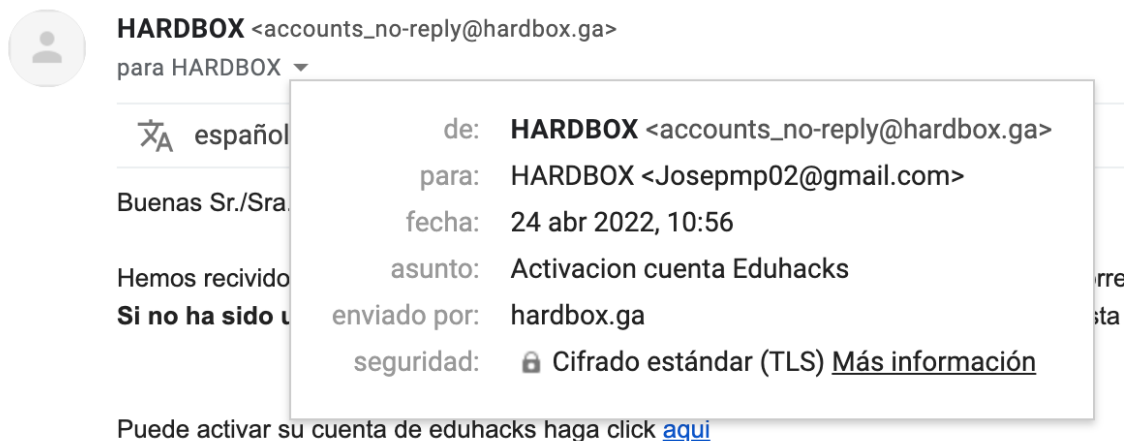 HARDBOX <accounts_no-reply@hardbox.ga>
para HARDBOX
español
de: HARDBOX <accounts_no-reply@hardbox.ga>
para: HARDBOX <Josepmp02@gmail.com>
fecha: 24 abr 2022, 10:56
asunto: Activacion cuenta Eduhacks
enviado por: hardbox.ga
seguridad: Cifrado estándar (TLS) Más información
Buenas Sr./Sra.
Hemos recivido
Si no ha sido
Puede activar su cuenta de eduhacks haga click aqui